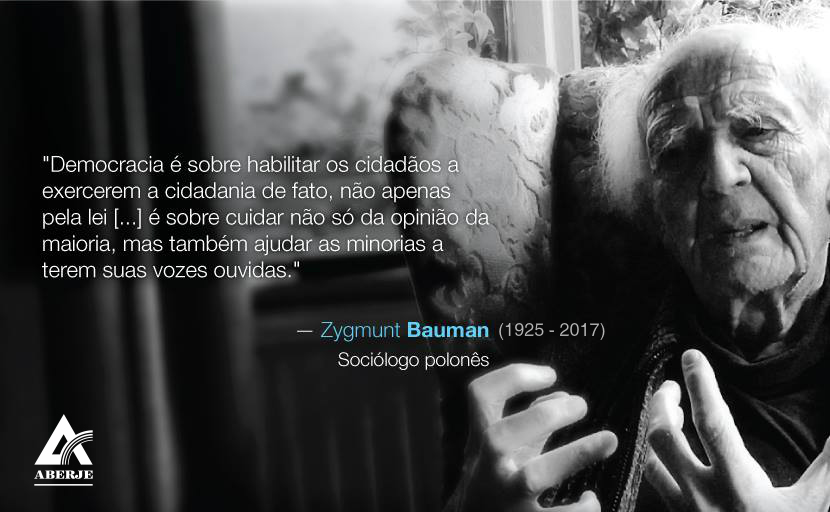 "Democracia é sobre habilitar os cidadãos a
exercerem a cidadania de fato, não apenas
pela lei [...] é sobre cuidar não só da opinião da
maioria, mas também ajudar as minorias a
terem suas vozes ouvidas."
— Zygmunt Bauman (1925 - 2017)
Sociólogo polonês
ABERJE